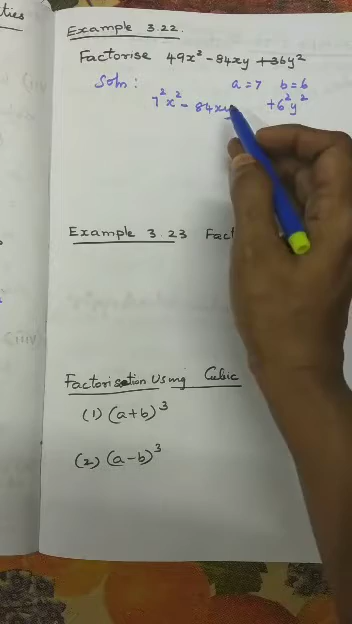 Example 3.22.
Factorise 49x² - 84xy + 36y²
Soln : a = 7 b = 6
7²x² - 84xy + 6²y²
Example 3.23
Factorisation Using Cubic
(1) (a+b)³
(2) (a-b)³